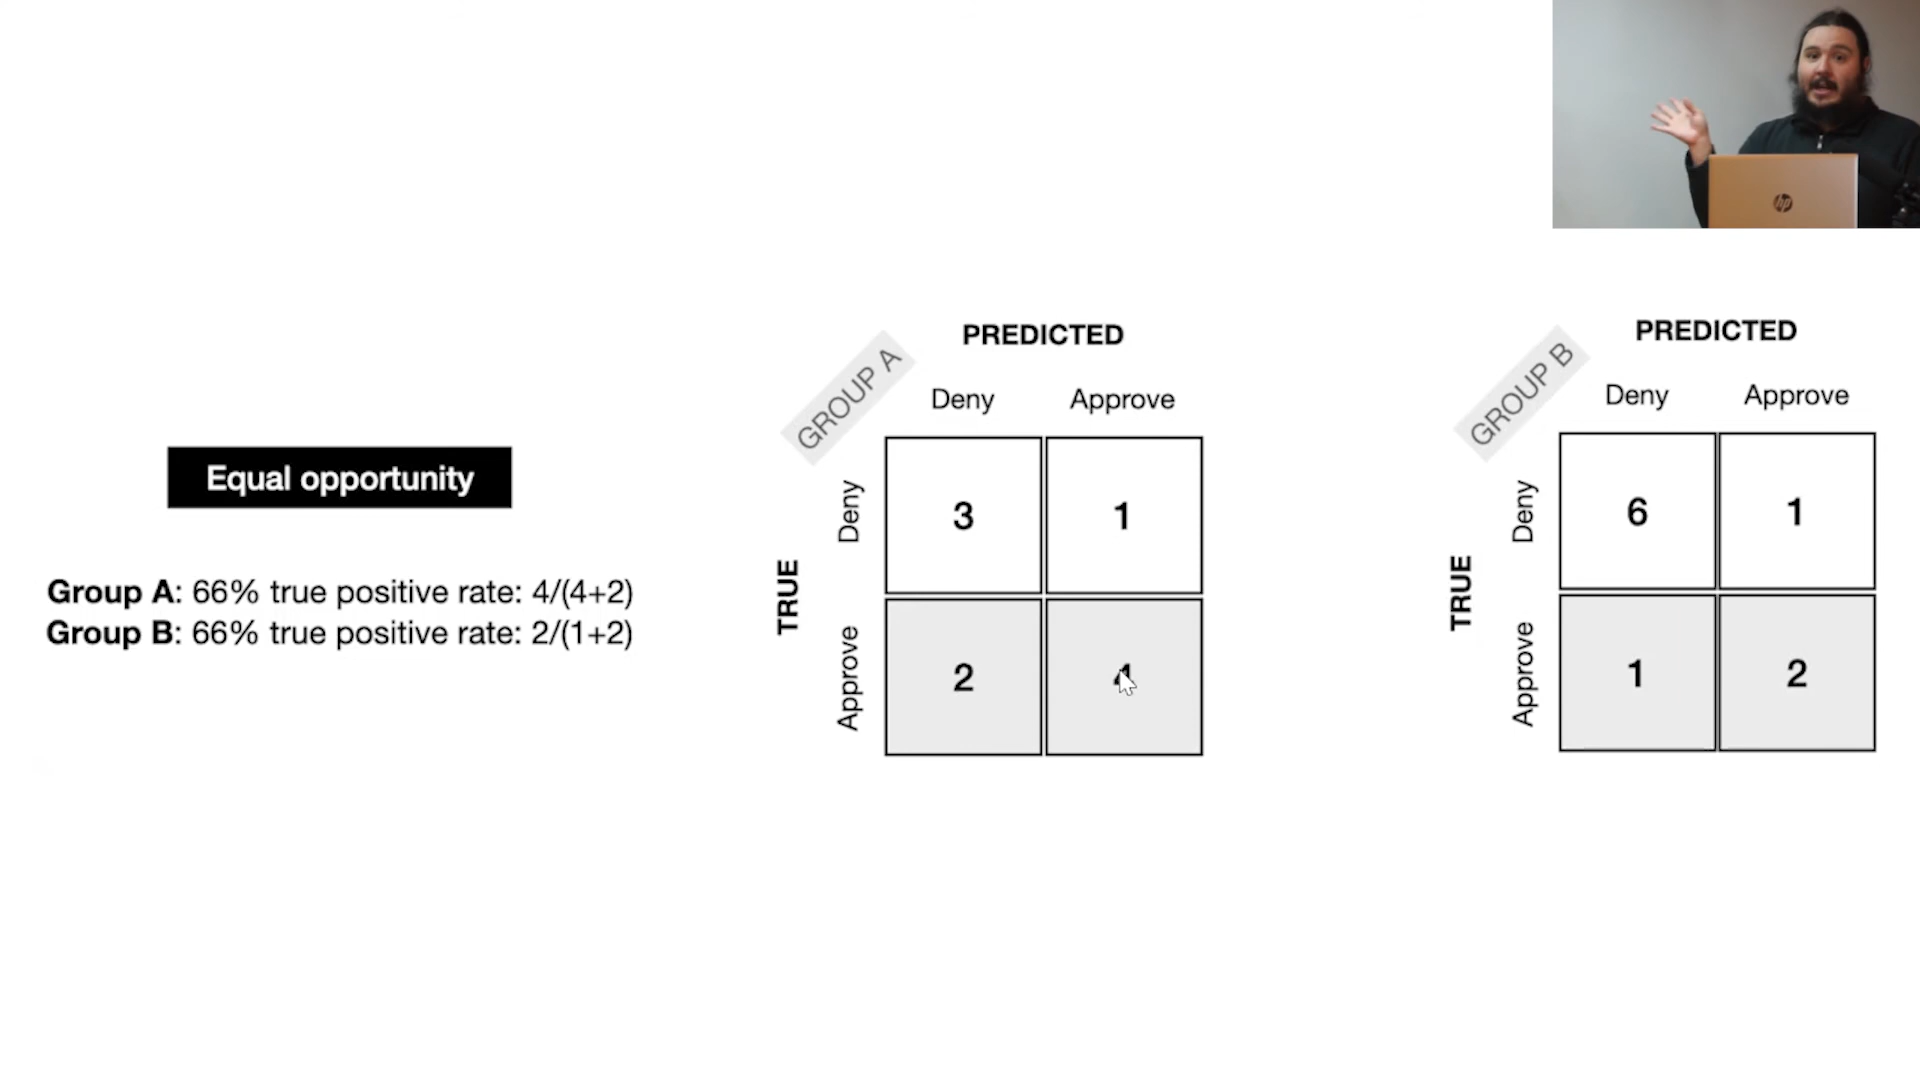 hp
Equal opportunity
Group A: 66% true positive rate: 4/(4+2)
Group B: 66% true positive rate: 2/(1+2)
GROUP A
PREDICTED
Deny Approve
TRUE
Deny
3 1
Approve
2 4
GROUP B
PREDICTED
Deny Approve
TRUE
Deny
6 1
Approve
1 2